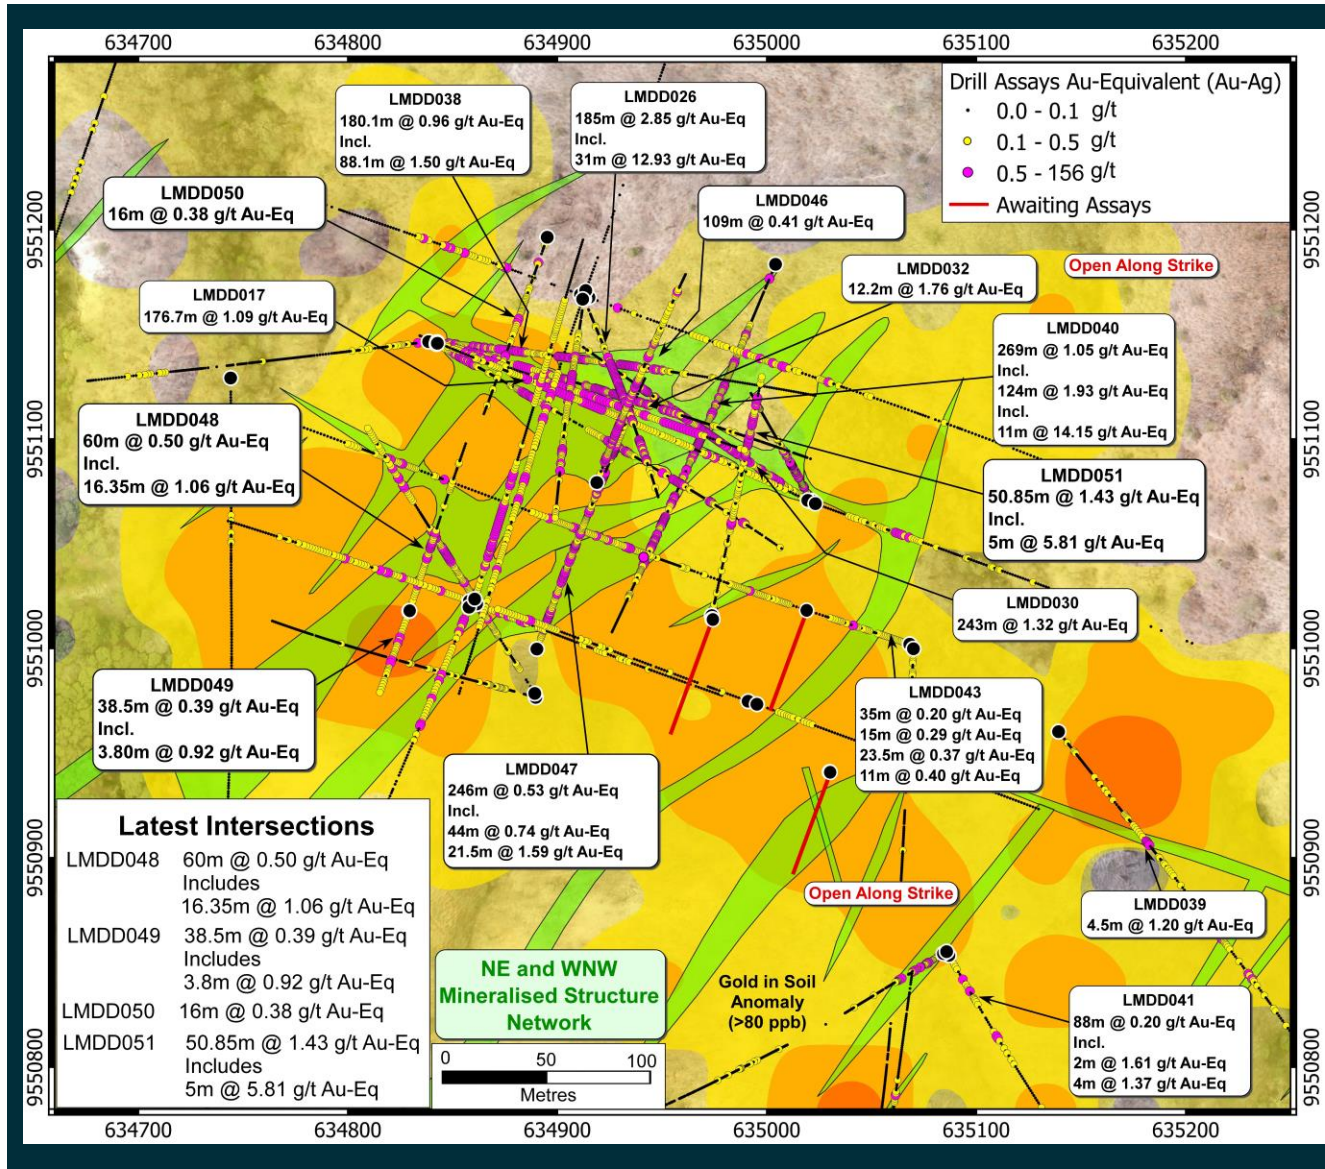 634700 634800 634900 635000 635100 635200
Drill Assays Au-Equivalent (Au-Ag)
0.0 - 0.1 g/t
0.1 - 0.5 g/t
0.5 - 156 g/t
Awaiting Assays
LMDD038
180.1m @ 0.96 g/t Au-Eq
Incl.
88.1m @ 1.50 g/t Au-Eq
LMDD026
185m @ 2.85 g/t Au-Eq
Incl.
31m @ 12.93 g/t Au-Eq
LMDD050
16m @ 0.38 g/t Au-Eq
LMDD046
109m @ 0.41 g/t Au-Eq
9551200
9551200
Open Along Strike
LMDD032
12.2m @ 1.76 g/t Au-Eq
LMDD017
176.7m @ 1.09 g/t Au-Eq
LMDD040
269m @ 1.05 g/t Au-Eq
Incl.
124m @ 1.93 g/t Au-Eq
Incl.
11m @ 14.15 g/t Au-Eq
9551100
9551100
LMDD048
60m @ 0.50 g/t Au-Eq
Incl.
16.35m @ 1.06 g/t Au-Eq
LMDD051
50.85m @ 1.43 g/t Au-Eq
Incl.
5m @ 5.81 g/t Au-Eq
LMDD030
243m @ 1.32 g/t Au-Eq
9551000
9551000
LMDD049
38.5m @ 0.39 g/t Au-Eq
Incl.
3.80m @ 0.92 g/t Au-Eq
LMDD043
35m @ 0.20 g/t Au-Eq
15m @ 0.29 g/t Au-Eq
23.5m @ 0.37 g/t Au-Eq
11m @ 0.40 g/t Au-Eq
LMDD047
246m @ 0.53 g/t Au-Eq
Incl.
44m @ 0.74 g/t Au-Eq
21.5m @ 1.59 g/t Au-Eq
9550900
9550900
Open Along Strike
LMDD039
4.5m @ 1.20 g/t Au-Eq
Latest Intersections
LMDD048 60m @ 0.50 g/t Au-Eq
Includes
16.35m @ 1.06 g/t Au-Eq
LMDD049 38.5m @ 0.39 g/t Au-Eq
Includes
3.8m @ 0.92 g/t Au-Eq
LMDD050 16m @ 0.38 g/t Au-Eq
LMDD051 50.85m @ 1.43 g/t Au-Eq
Includes
5m @ 5.81 g/t Au-Eq
NE and WNW
Mineralised Structure
Network
Gold in Soil
Anomaly
(>80 ppb)
LMDD041
88m @ 0.20 g/t Au-Eq
Incl.
2m @ 1.61 g/t Au-Eq
4m @ 1.37 g/t Au-Eq
0 50 100
Metres
9550800
9550800
634700 634800 634900 635000 635100 635200